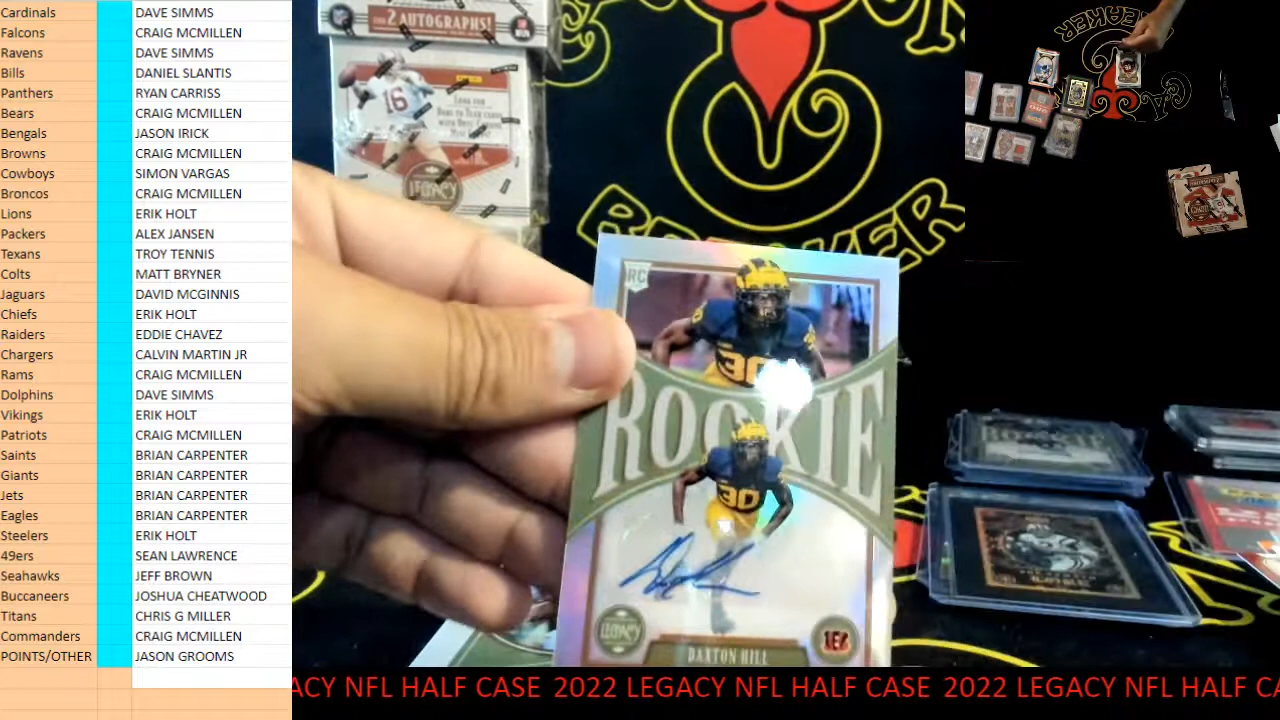 Cardinals DAVE SIMMS
Falcons CRAIG MCMILLEN
Ravens DAVE SIMMS
Bills DANIEL SLANTIS
Panthers RYAN CARRISS
Bears CRAIG MCMILLEN
Bengals JASON IRICK
Browns CRAIG MCMILLEN
Cowboys SIMON VARGAS
Broncos CRAIG MCMILLEN
Lions ERIK HOLT
Packers ALEX JANSEN
Texans TROY TENNIS
Colts MATT BRYNER
Jaguars DAVID MCGINNIS
Chiefs ERIK HOLT
Raiders EDDIE CHAVEZ
Chargers CALVIN MARTIN JR
Rams CRAIG MCMILLEN
Dolphins DAVE SIMMS
Vikings ERIK HOLT
Patriots CRAIG MCMILLEN
Saints BRIAN CARPENTER
Giants BRIAN CARPENTER
Jets BRIAN CARPENTER
Eagles BRIAN CARPENTER
Steelers ERIK HOLT
49ers SEAN LAWRENCE
Seahawks JEFF BROWN
Buccaneers JOSHUA CHEATWOOD
Titans CHRIS G MILLER
Commanders CRAIG MCMILLEN
POINTS/OTHER JASON GROOMS
2 AUTOGRAPHS!
16
LEGACY
BREAKER
RC
30
ROOKIE
30
LEGACY
DAXTON HILL
ACY NFL HALF CASE 2022 LEGACY NFL HALF CASE 2022 LEGACY NFL HALF CA